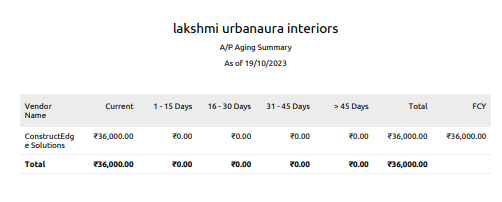 lakshmi urbanaura interiors
A/P Aging Summary
As of 19/10/2023
Vendor Name Current 1 - 15 Days 16 - 30 Days 31 - 45 Days > 45 Days Total FCY
ConstructEdg
e Solutions ₹36,000.00 ₹0.00 ₹0.00 ₹0.00 ₹0.00 ₹36,000.00 ₹36,000.00
Total ₹36,000.00 ₹0.00 ₹0.00 ₹0.00 ₹0.00 ₹36,000.00